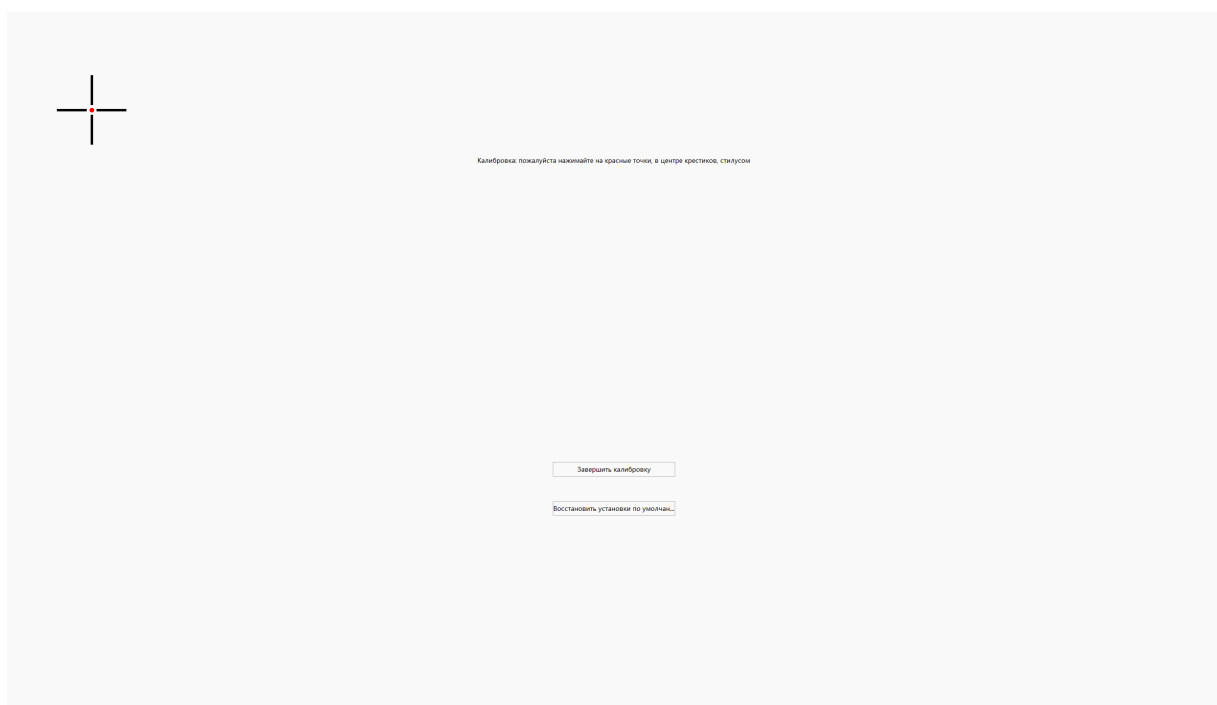 Калибровка: пожалуйста нажимайте на красные точки, в центре крестиков, стилусом
Завершить калибровку
Восстановить установки по умолчан...